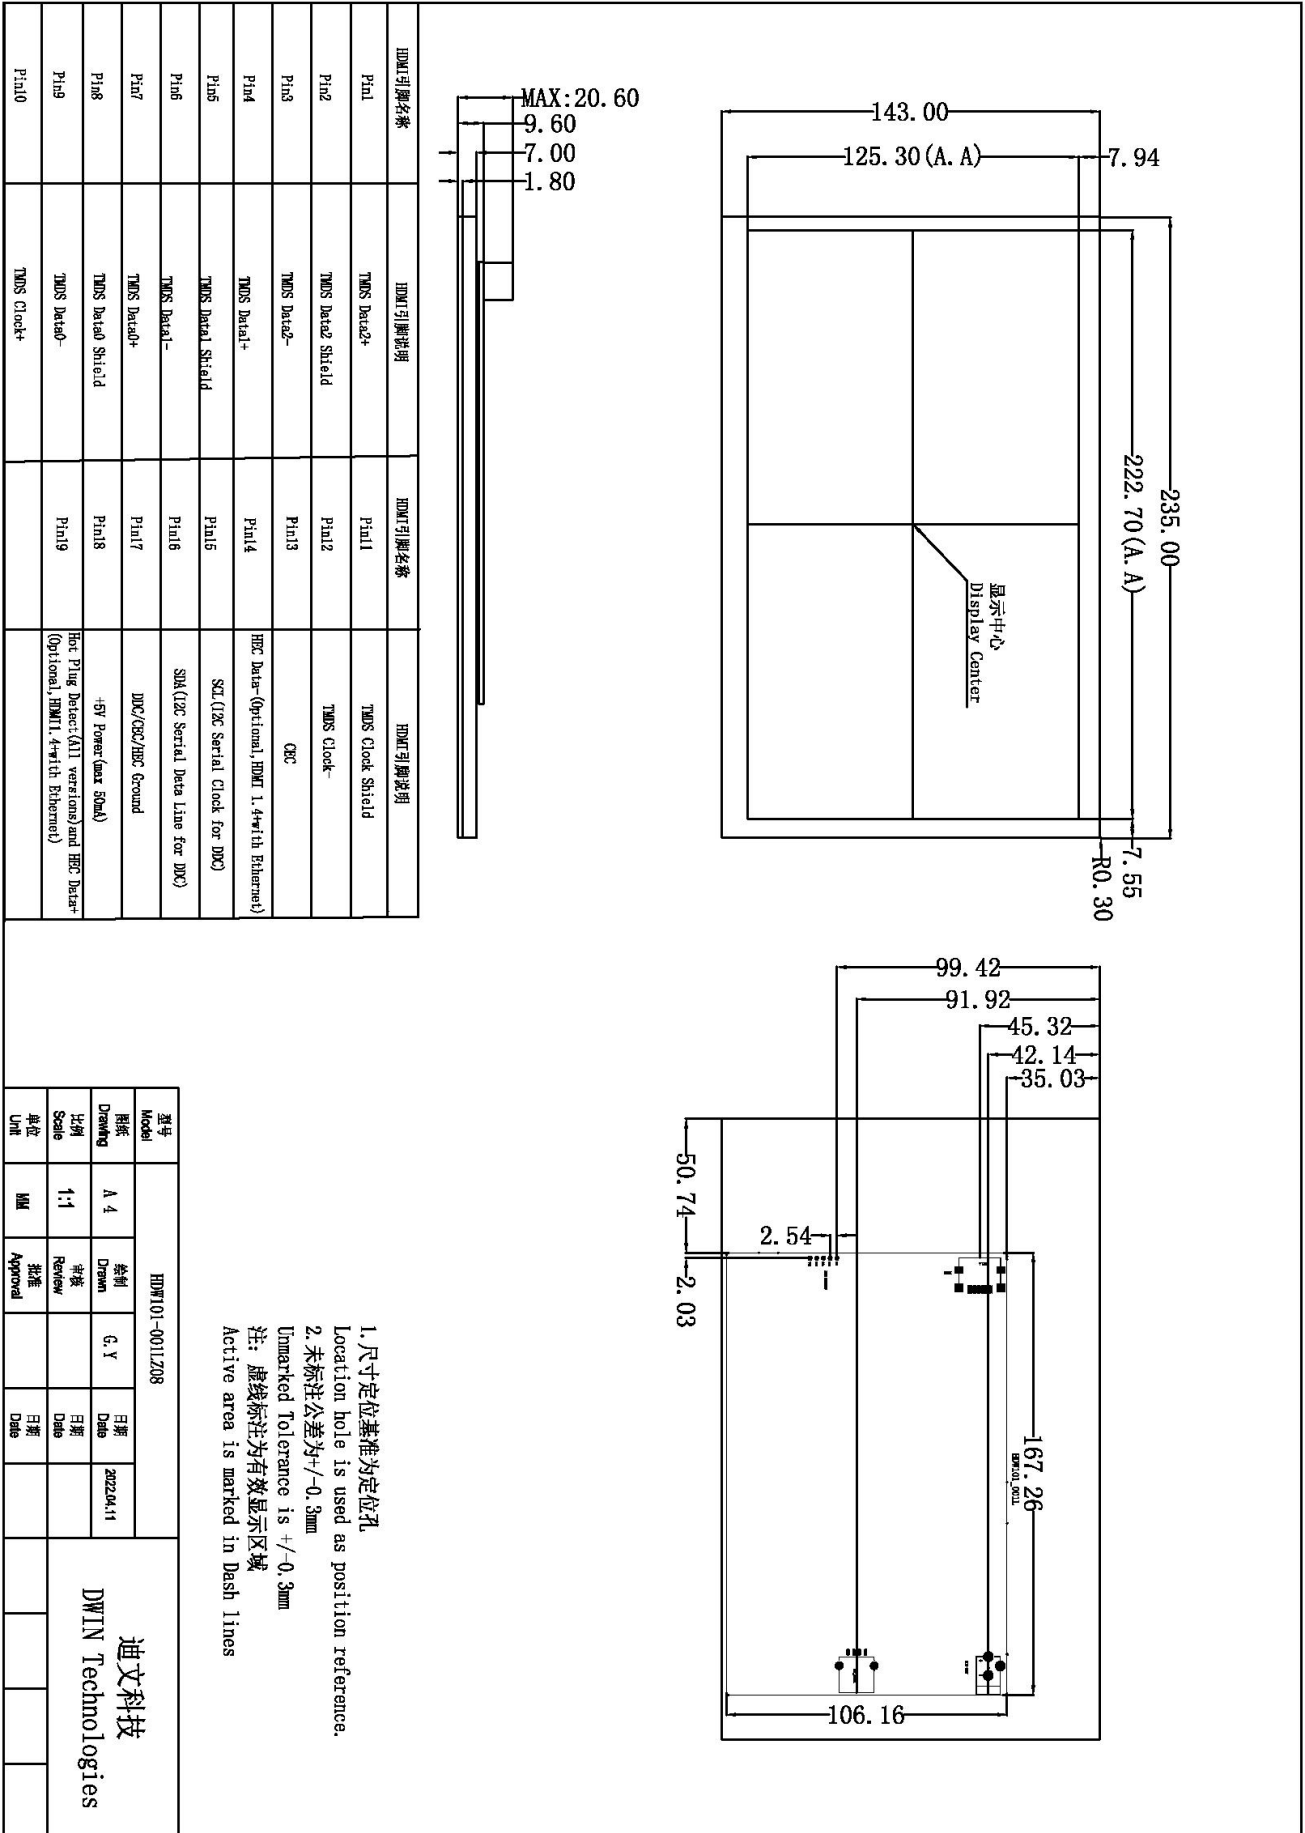 MAX:20.60
9.60
7.00
1.80
143.00
125.30(A.A)
7.94
235.00
222.70(A.A)
显示中心
Display Center
7.55
R0.30
99.42
91.92
45.32
42.14
35.03
50.74
2.54
2.03
167.26
HDW101_001L
106.16
HDMI引脚名称 HDMI引脚说明 HDMI引脚名称 HDMI引脚说明
Pin1 TMDS Data2+ Pin11 TMDS Clock Shield
Pin2 TMDS Data2 Shield Pin12 TMDS Clock-
Pin3 TMDS Data2- Pin13 CEC
Pin4 TMDS Data1+ Pin14 HEC Data-(Optional,HDMI 1.4+with Ethernet)
Pin5 TMDS Data1 Shield Pin15 SCL(I2C Serial Clock for DDC)
Pin6 TMDS Data1- Pin16 SDA(I2C Serial Data Line for DDC)
Pin7 TMDS Data0+ Pin17 DDC/CEC/HEC Ground
Pin8 TMDS Data0 Shield Pin18 +5V Power(max 50mA)
Pin9 TMDS Data0- Pin19 Hot Plug Detect(All versions)and HEC Data+
(Optional,HDMI1.4+with Ethernet)
Pin10 TMDS Clock+
1.尺寸定位基准为定位孔
Location hole is used as position reference.
2.未标注公差为+/-0.3mm
Unmarked Tolerance is +/-0.3mm
注：虚线标注为有效显示区域
Active area is marked in Dash lines
型号
Model
HDW101-001LZ08
图纸
Drawing
A 4
绘制
Drawn
G.Y
日期
Date
2022.04.11
比例
Scale
1:1
审核
Review
日期
Date
单位
Unit
MM
批准
Approval
日期
Date
迪文科技
DWIN Technologies